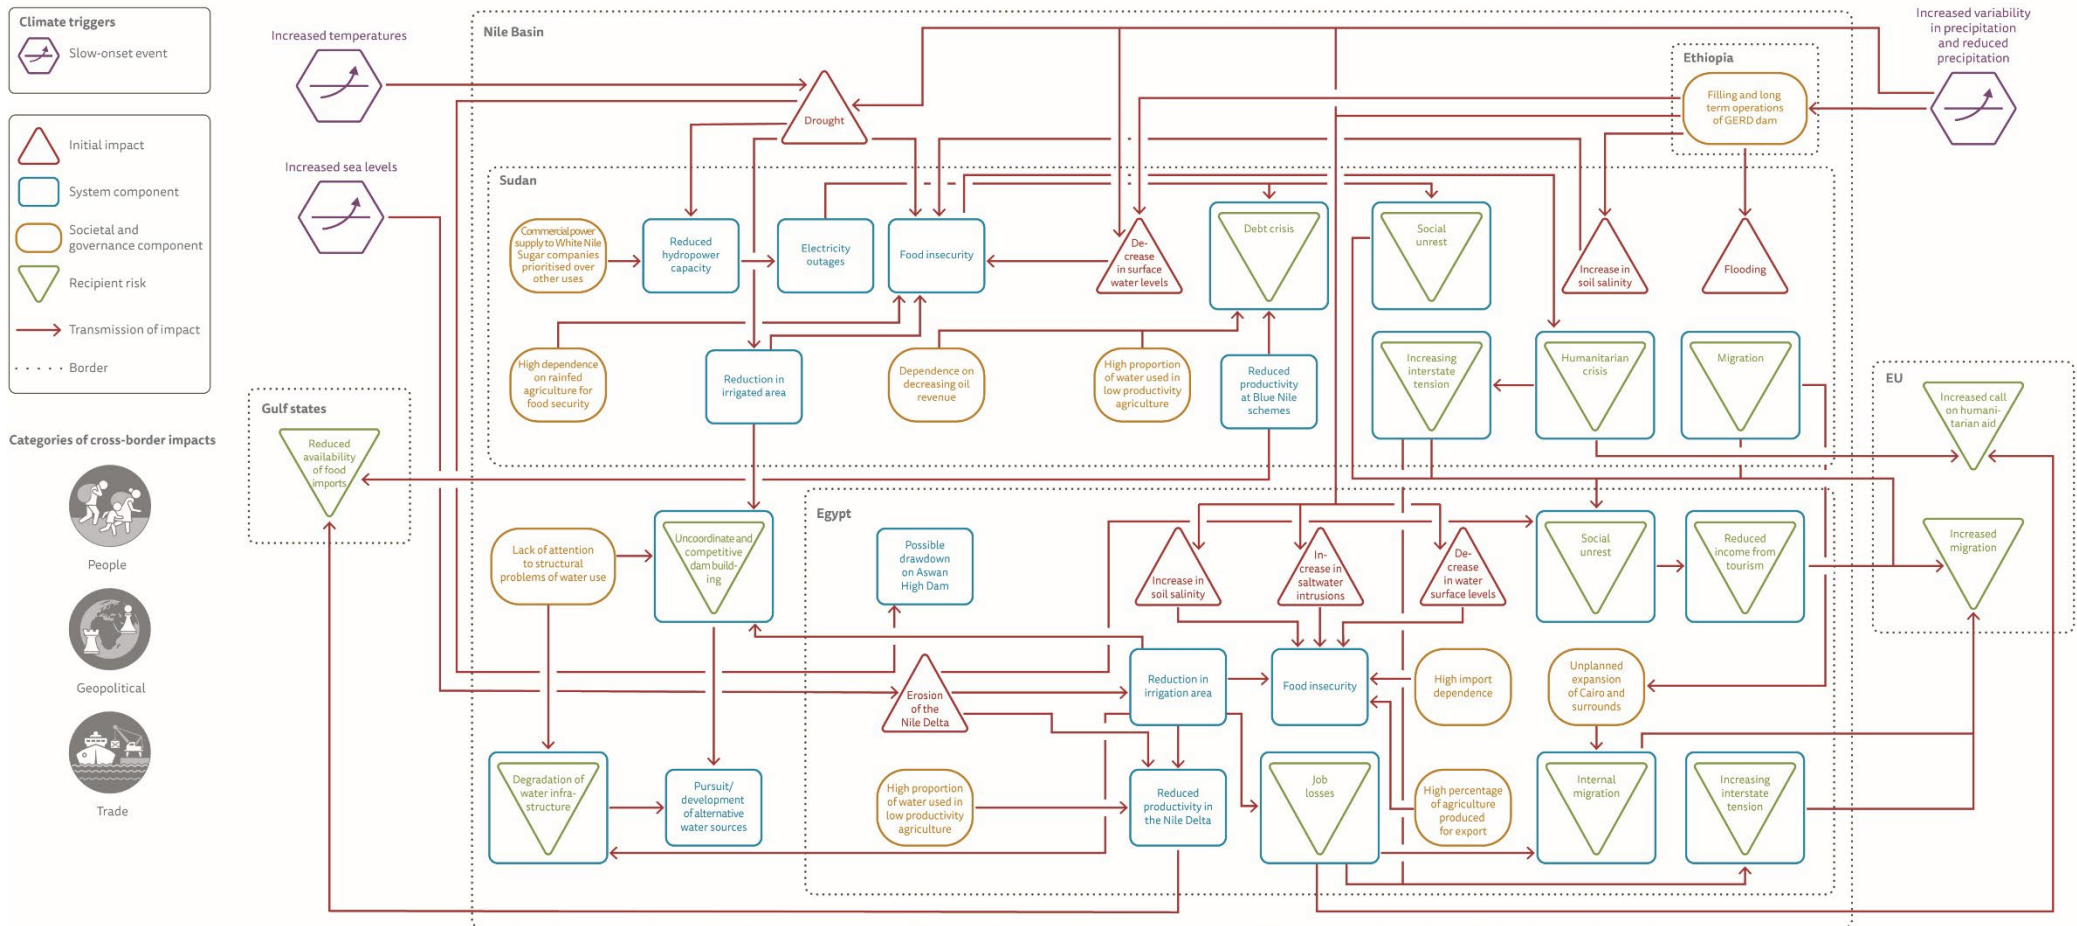 Climate triggers
Slow-onset event
Initial impact
System component
Societal and
governance component
Recipient risk
Transmission of impact
Border
Categories of cross-border impacts
People
Geopolitical
Trade
Increased temperatures
Increased sea levels
Increased variability
in precipitation
and reduced
precipitation
Nile Basin
Drought
Ethiopia
Filling and long
term operations
of GERD dam
Sudan
Commercial power
supply to White Nile
Sugar companies
prioritised over
other uses
Reduced
hydropower
capacity
Electricity
outages
Food insecurity
De-
crease
in surface
water levels
Debt crisis
Social
unrest
Increase in
soil salinity
Flooding
High dependence
on rainfed
agriculture for
food security
Reduction in
irrigated area
Dependence on
decreasing oil
revenue
High proportion
of water used in
low productivity
agriculture
Reduced
productivity
at Blue Nile
schemes
Increasing
interstate
tension
Humanitarian
crisis
Migration
Gulf states
Reduced
availability
of food
imports
EU
Increased call
on humani-
tarian aid
Increased
migration
Lack of attention
to structural
problems of water use
Uncoordinate and
competitive
dam build-
ing
Egypt
Possible
drawdown
on Aswan
High Dam
Increase in
soil salinity
In-
crease in
saltwater
intrusions
De-
crease
in water
surface levels
Social
unrest
Reduced
income from
tourism
Erosion
of the
Nile Delta
Reduction in
irrigation area
Food insecurity
High import
dependence
Unplanned
expansion
of Cairo and
surrounds
Degradation of
water infra-
structure
Pursuit/
development
of alternative
water sources
High proportion
of water used in
low productivity
agriculture
Reduced
productivity in
the Nile Delta
Job
losses
High percentage
of agriculture
produced
for export
Internal
migration
Increasing
interstate
tension